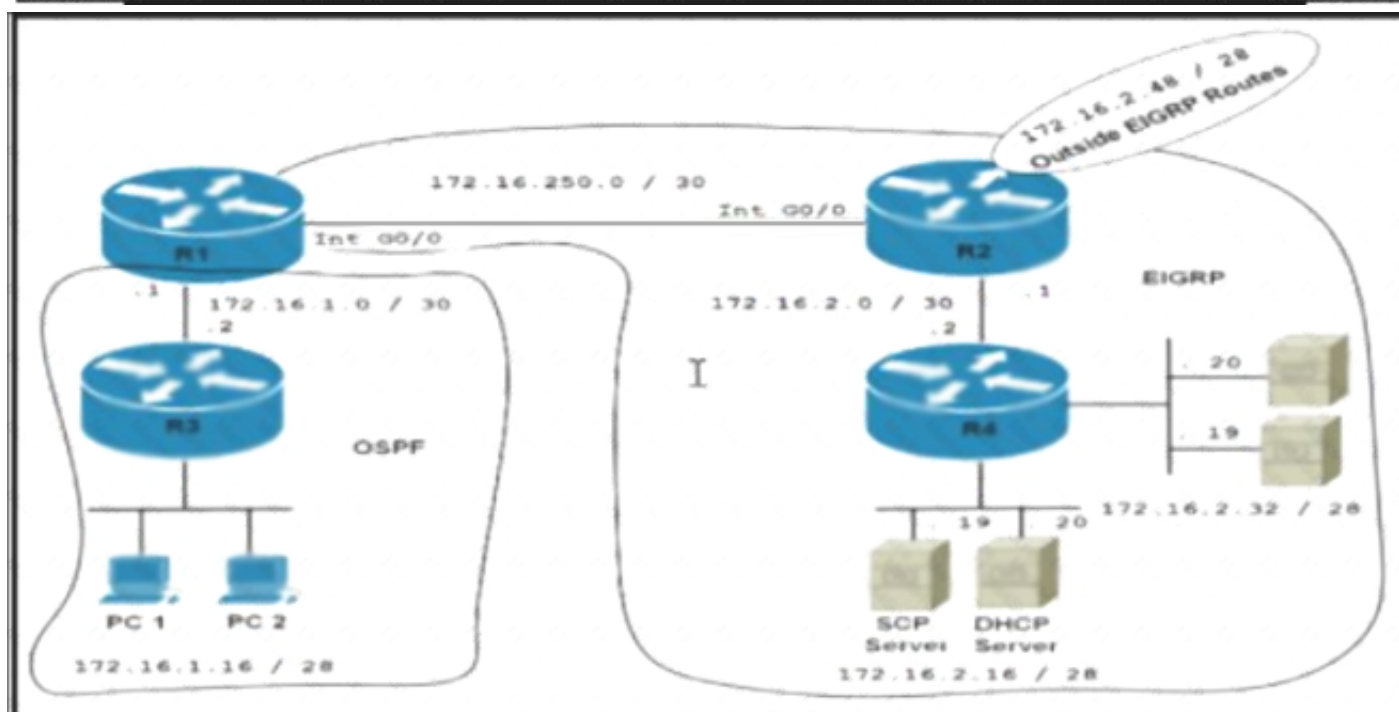 172.16.2.48 / 28
Outside EIGRP Routes
172.16.250.0 / 30
Int G0/0
Int G0/0
R1
R2
EIGRP
.1
172.16.1.0 / 30
.2
172.16.2.0 / 30
.1
.2
R3
OSPF
R4
. 20
. 19
172.16.2.32 / 28
. 19
. 20
PC 1
PC 2
SCP
Server
DHCP
Server
172.16.1.16 / 28
172.16.2.16 / 28